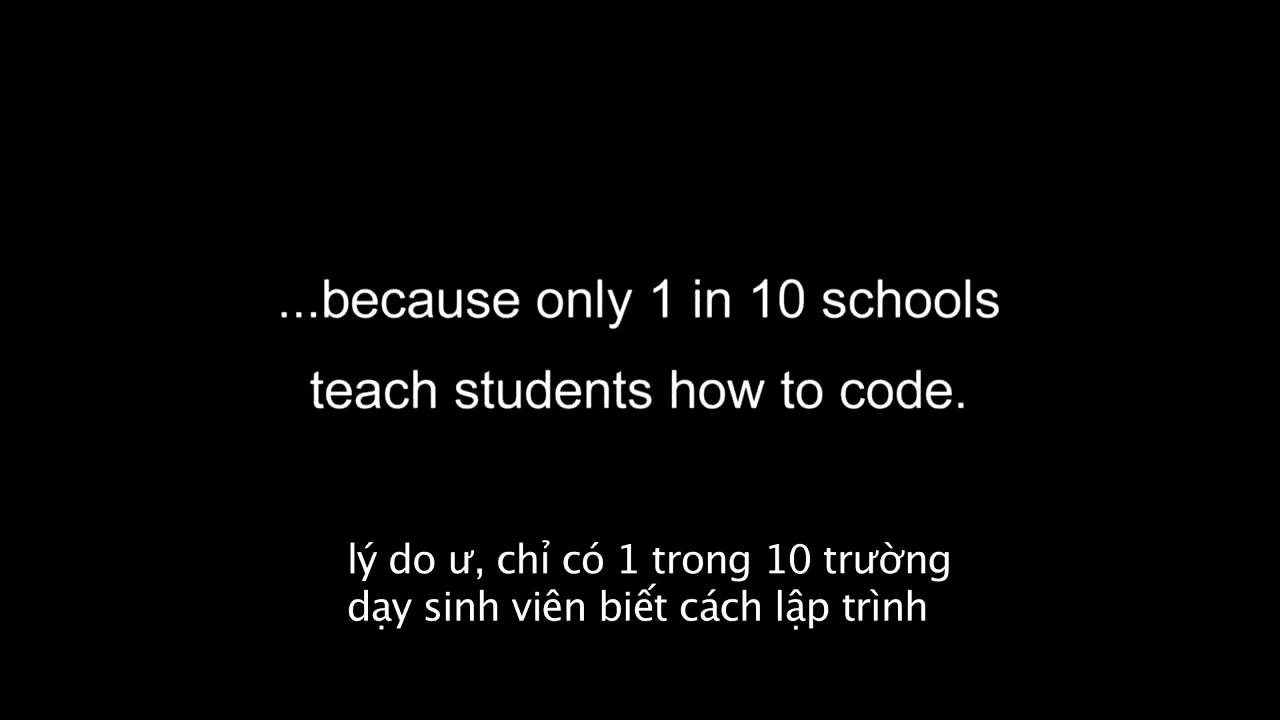 ...because only 1 in 10 schools
teach students how to code.
lý do ư, chỉ có 1 trong 10 trường
dạy sinh viên biết cách lập trình